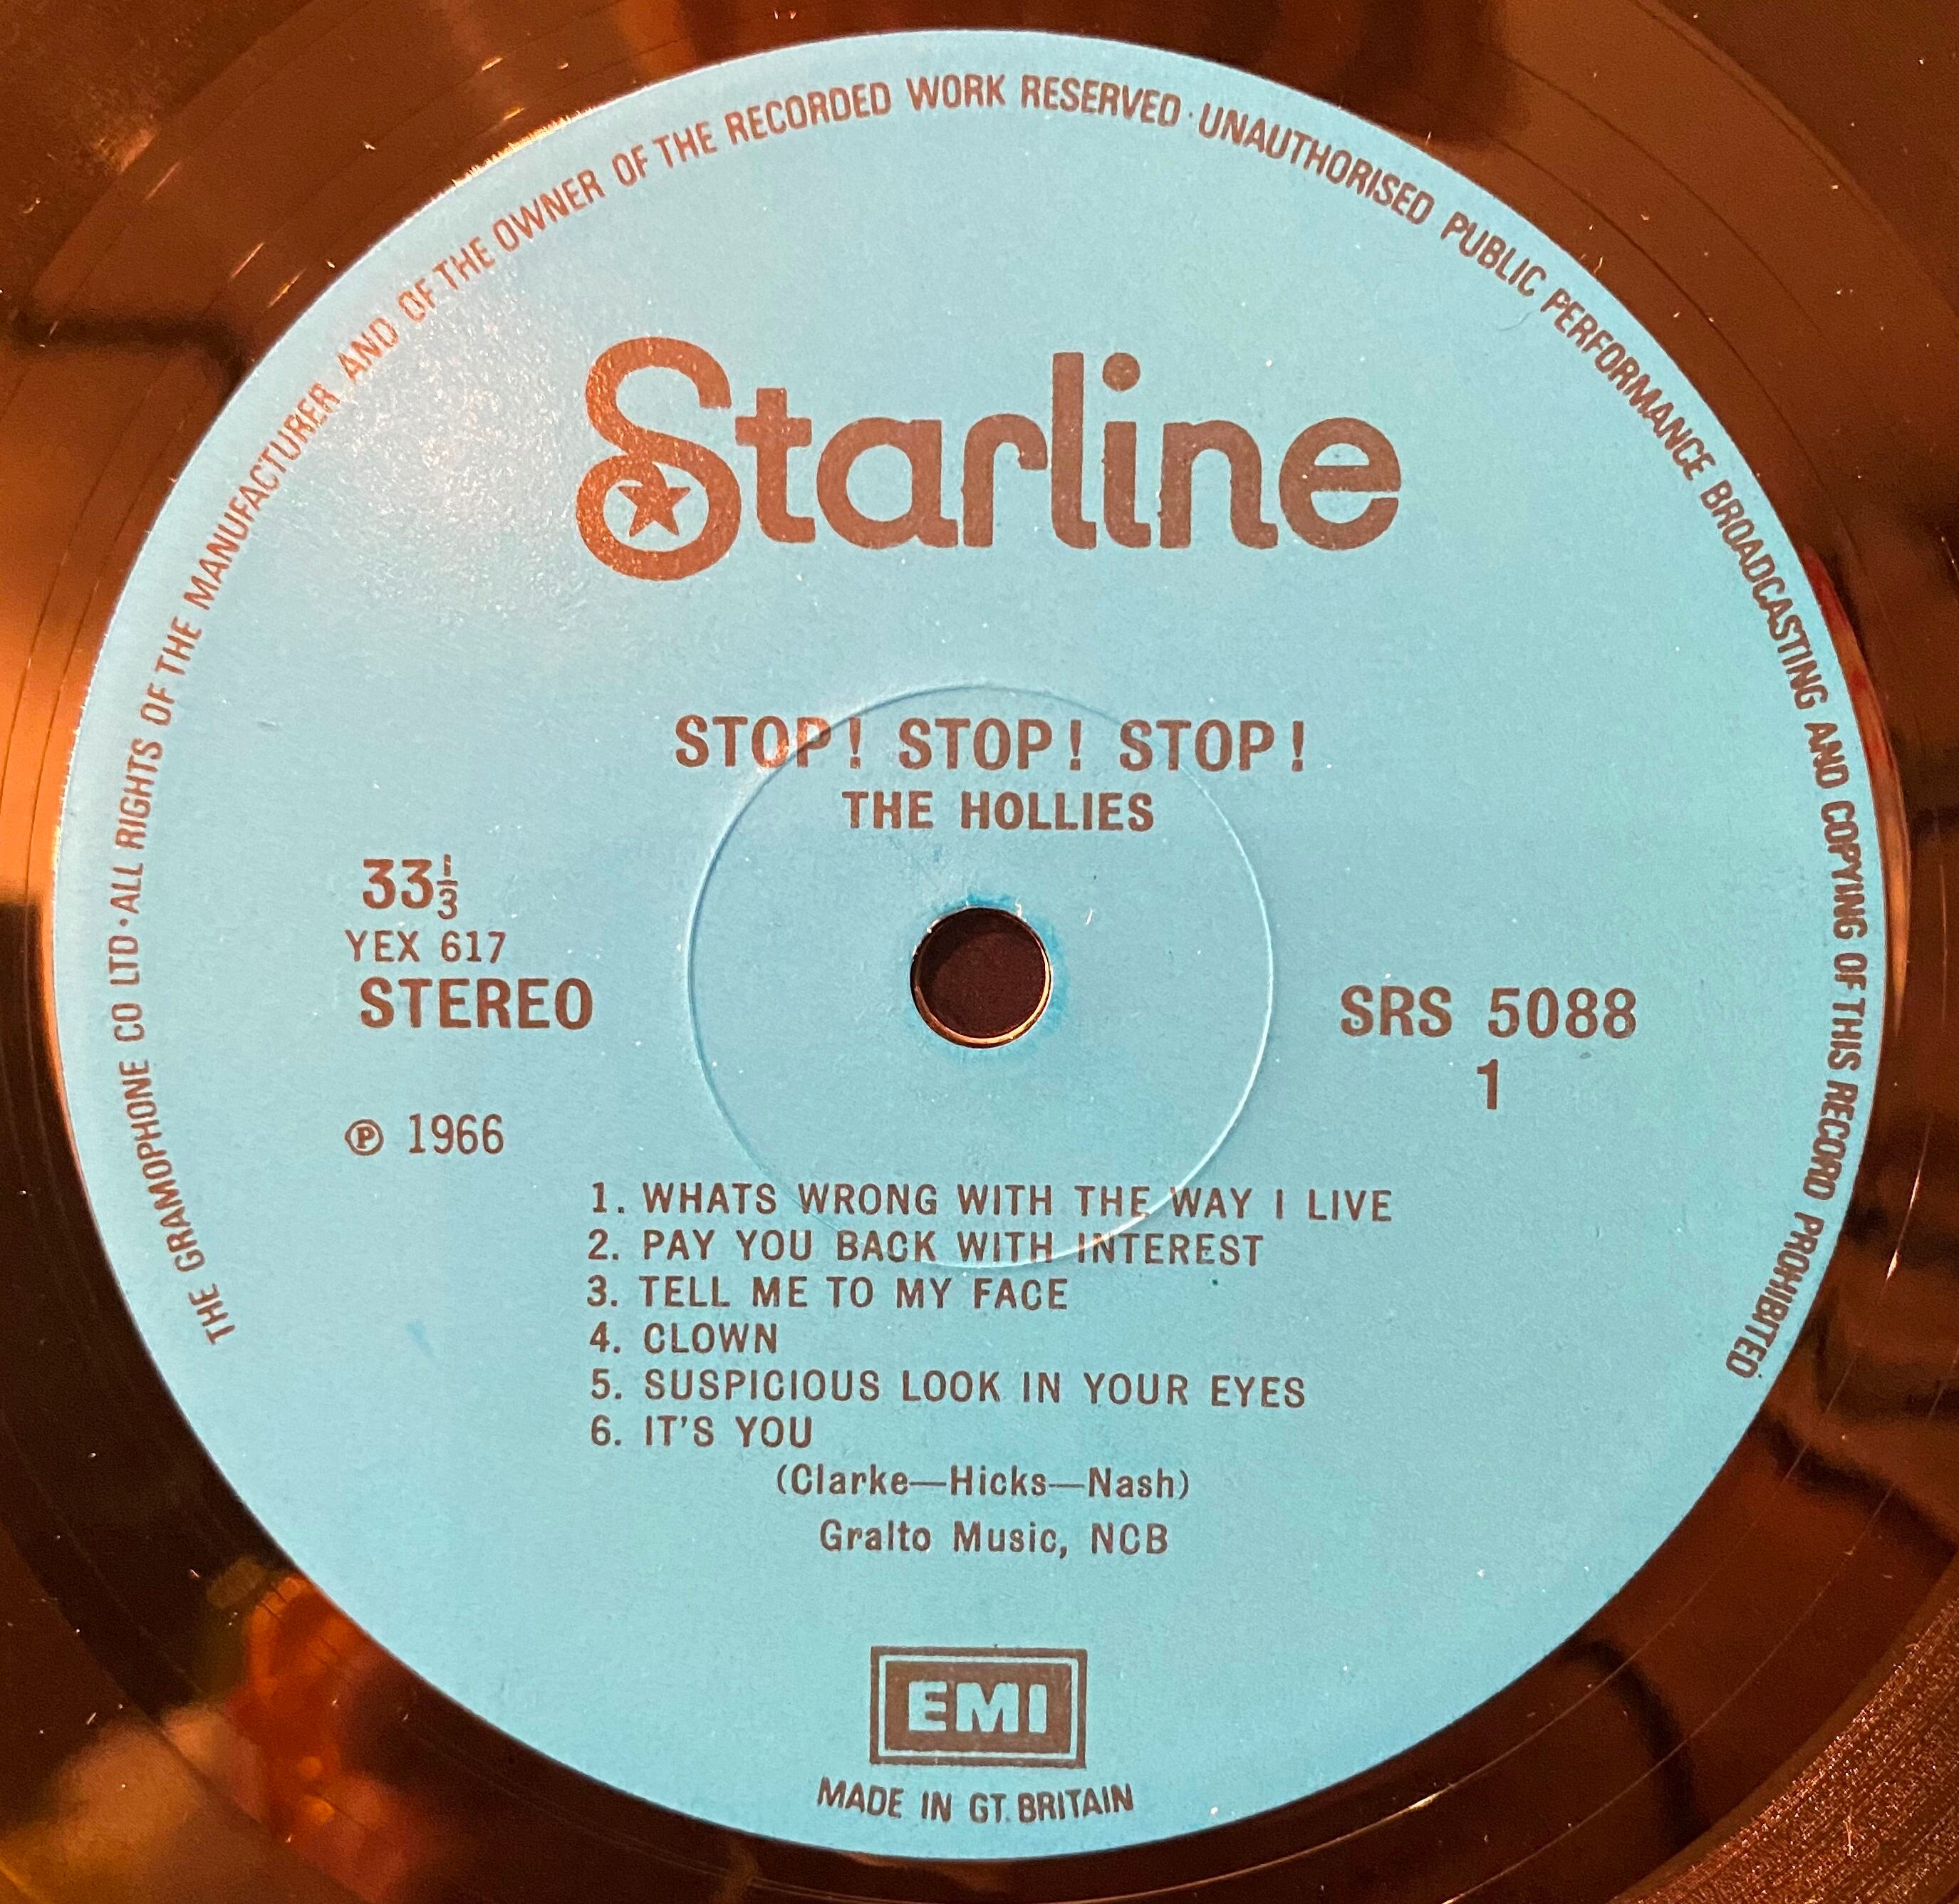 THE GRAMOPHONE CO LTD · ALL RIGHTS OF THE MANUFACTURER AND OF THE OWNER OF THE RECORDED WORK RESERVED · UNAUTHORISED PUBLIC PERFORMANCE BROADCASTING AND COPYING OF THIS RECORD PROHIBITED
Starline
STOP! STOP! STOP!
THE HOLLIES
33⅓
YEX 617
STEREO
SRS 5088
1
℗ 1966
1. WHATS WRONG WITH THE WAY I LIVE
2. PAY YOU BACK WITH INTEREST
3. TELL ME TO MY FACE
4. CLOWN
5. SUSPICIOUS LOOK IN YOUR EYES
6. IT'S YOU
(Clarke—Hicks—Nash)
Gralto Music, NCB
EMI
MADE IN GT. BRITAIN